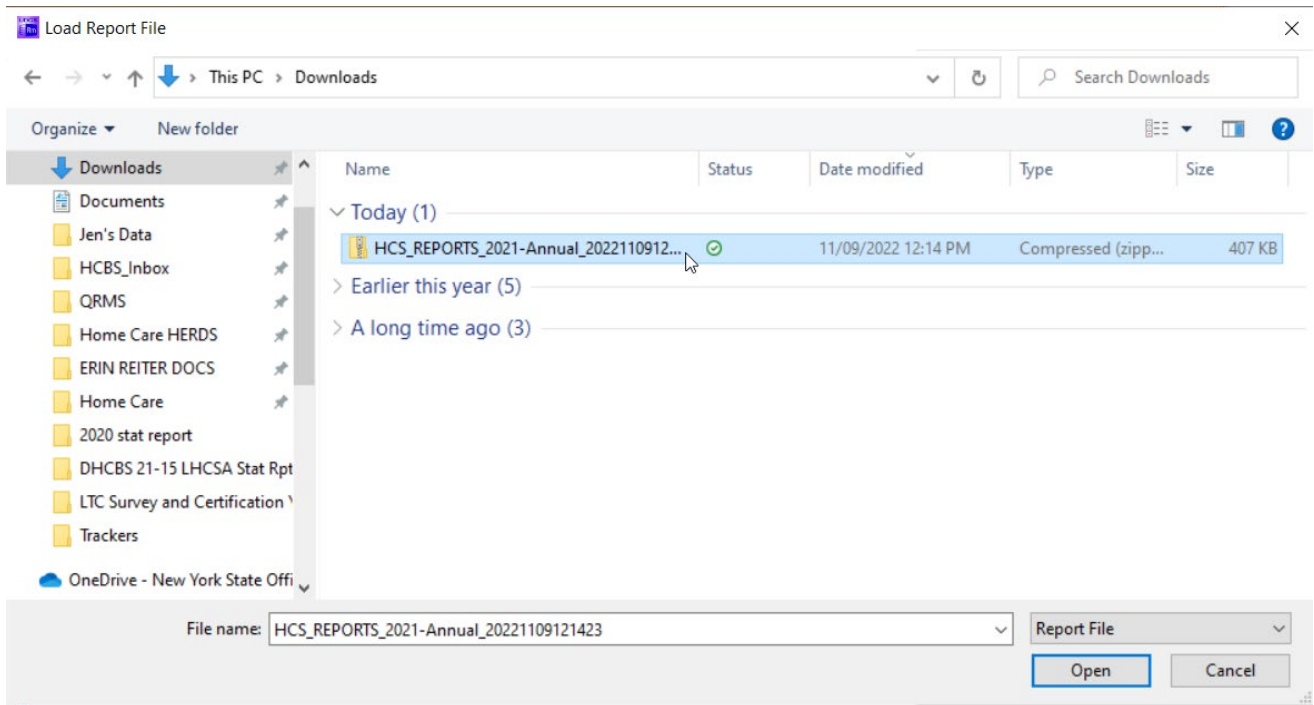 Load Report File
This PC > Downloads
Search Downloads
Organize
New folder
Name
Status
Date modified
Type
Size
Downloads
Documents
Jen's Data
HCBS_Inbox
QRMS
Home Care HERDS
ERIN REITER DOCS
Home Care
2020 stat report
DHCBS 21-15 LHCSA Stat Rpt
LTC Survey and Certification
Trackers
OneDrive - New York State Offi
Today (1)
HCS_REPORTS_2021-Annual_2022110912... 11/09/2022 12:14 PM Compressed (zipp... 407 KB
Earlier this year (5)
A long time ago (3)
File name: HCS_REPORTS_2021-Annual_20221109121423
Report File
Open
Cancel